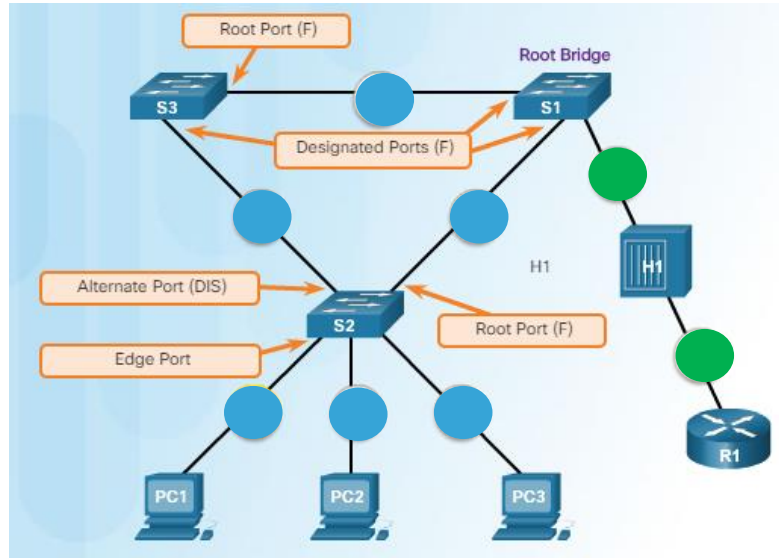 Root Port (F)
Root Bridge
S3
S1
Designated Ports (F)
H1
H1
Alternate Port (DIS)
S2
Root Port (F)
Edge Port
R1
PC1
PC2
PC3